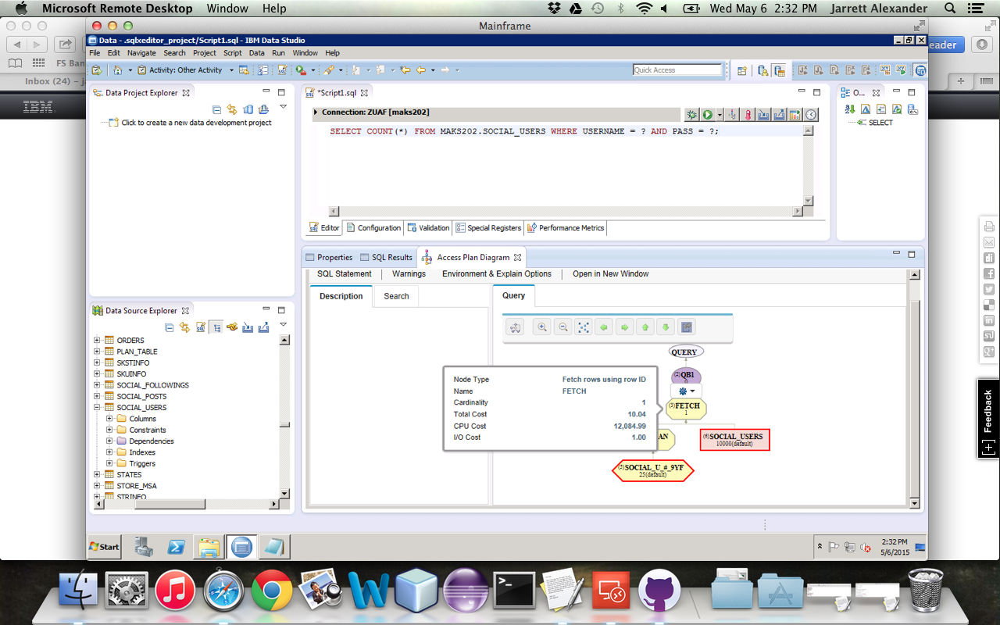 Microsoft Remote Desktop Window Help
Wed May 6 2:32 PM Jarrett Alexander
Mainframe
Data - .sqlxeditor_project/Script1.sql - IBM Data Studio
File Edit Navigate Search Project Script Data Run Window Help
FS Ban
eader
Activity: Other Activity
Quick Access
Inbox (24) - j
IBM
Data Project Explorer
*Script1.sql
O...
Click to create a new data development project
Connection: ZUAF [maks202]
SELECT
SELECT COUNT(*) FROM MAKS202.SOCIAL_USERS WHERE USERNAME = ? AND PASS = ?;
Editor Configuration Validation Special Registers Performance Metrics
Properties SQL Results Access Plan Diagram
SQL Statement Warnings Environment & Explain Options Open in New Window
Description Search
Query
Data Source Explorer
ORDERS
PLAN_TABLE
SKSTINFO
SKUINFO
SOCIAL_FOLLOWINGS
SOCIAL_POSTS
SOCIAL_USERS
Columns
Constraints
Dependencies
Indexes
Triggers
STATES
STORE_MSA
STRINFO
QUERY
(2)QB1
Node Type Fetch rows using row ID
Name FETCH
Cardinality 1
Total Cost 10.04
CPU Cost 12,084.99
I/O Cost 1.00
(3)FETCH
1
AN
(6)SOCIAL_USERS
10000(default)
(5)SOCIAL_U_#_9YF
25(default)
Feedback
Start
2:32 PM
5/6/2015